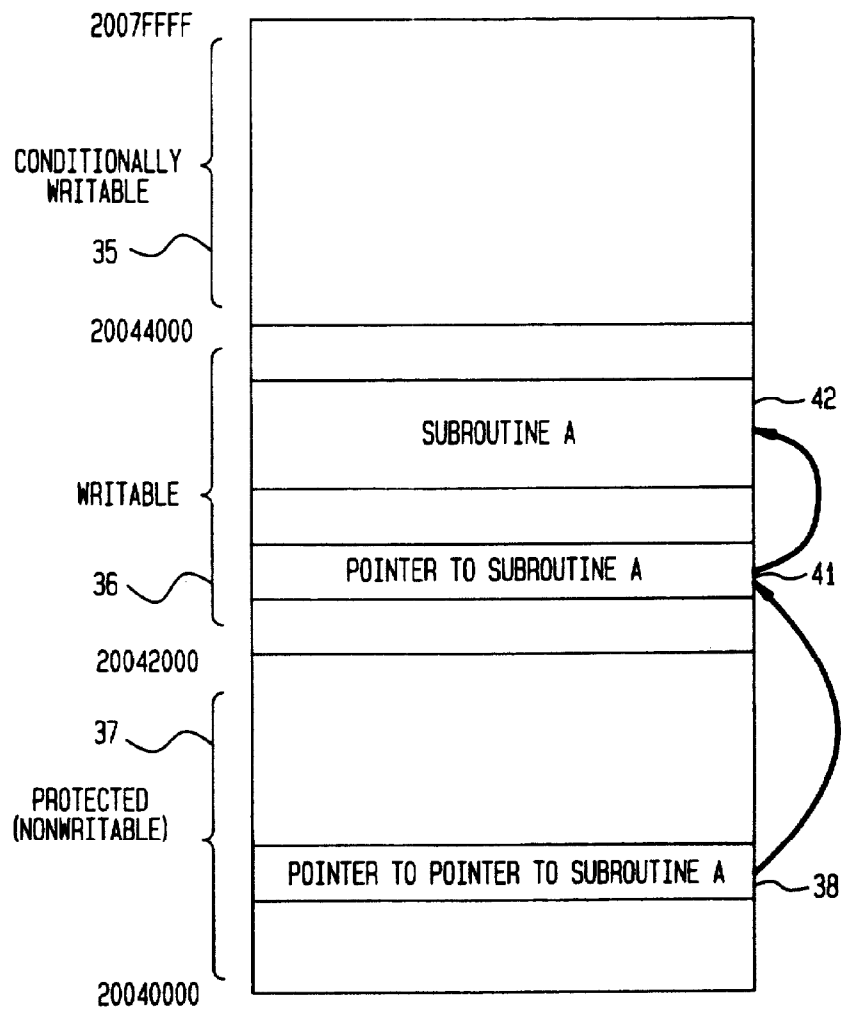 2007FFFF
CONDITIONALLY
WRITABLE
35
20044000
42
SUBROUTINE A
WRITABLE
POINTER TO SUBROUTINE A
41
36
20042000
37
PROTECTED
(NONWRITABLE)
POINTER TO POINTER TO SUBROUTINE A
38
20040000